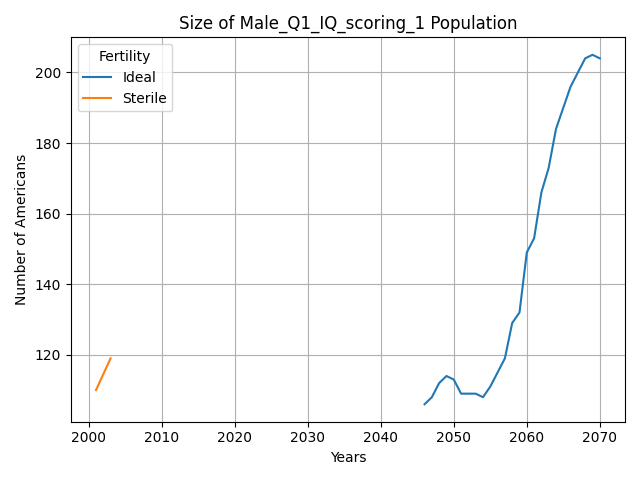 Size of Male_Q1_IQ_scoring_1 Population
Fertility
Ideal
Sterile
Number of Americans
200
180
160
140
120
2000 2010 2020 2030 2040 2050 2060 2070
Years